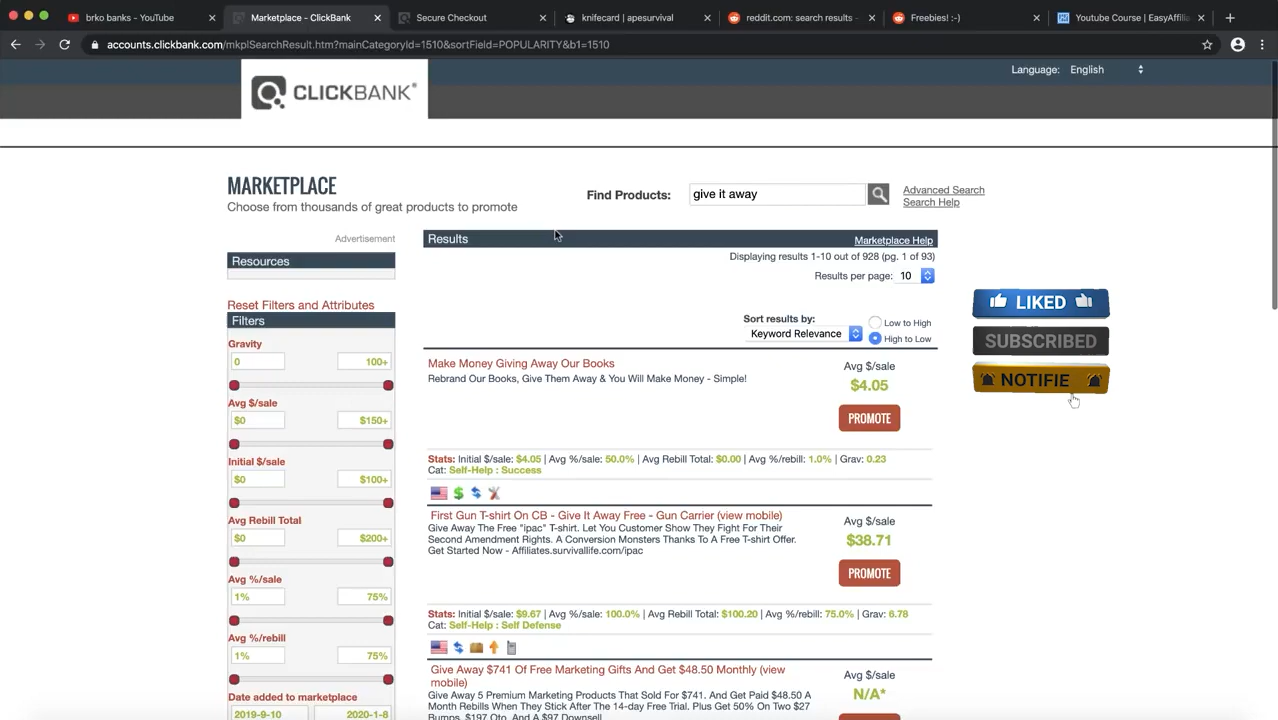 brko banks - YouTube
Marketplace - ClickBank
Secure Checkout
knifecard | apesurvival
reddit.com: search results -
Freebies! :-)
Youtube Course | EasyAffilia
accounts.clickbank.com/mkplSearchResult.htm?mainCategoryId=1510&sortField=POPULARITY&b1=1510
Language: English
CLICKBANK®
MARKETPLACE
Choose from thousands of great products to promote
Find Products: give it away
Advanced Search
Search Help
Advertisement
Resources
Reset Filters and Attributes
Filters
Gravity
0 100+
Avg $/sale
$0 $150+
Initial $/sale
$0 $100+
Avg Rebill Total
$0 $200+
Avg %/sale
1% 75%
Avg %/rebill
1% 75%
Date added to marketplace
2019-9-10 2020-1-8
Results Marketplace Help
Displaying results 1-10 out of 928 (pg. 1 of 93)
Results per page: 10
Sort results by:
Keyword Relevance
Low to High
High to Low
Make Money Giving Away Our Books
Rebrand Our Books, Give Them Away & You Will Make Money - Simple!
Avg $/sale
$4.05
PROMOTE
Stats: Initial $/sale: $4.05 | Avg %/sale: 50.0% | Avg Rebill Total: $0.00 | Avg %/rebill: 1.0% | Grav: 0.23
Cat: Self-Help : Success
First Gun T-shirt On CB - Give It Away Free - Gun Carrier (view mobile)
Give Away The Free "ipac" T-shirt. Let You Customer Show They Fight For Their
Second Amendment Rights. A Conversion Monsters Thanks To A Free T-shirt Offer.
Get Started Now - Affiliates.survivallife.com/ipac
Avg $/sale
$38.71
PROMOTE
Stats: Initial $/sale: $9.67 | Avg %/sale: 100.0% | Avg Rebill Total: $100.20 | Avg %/rebill: 75.0% | Grav: 6.78
Cat: Self-Help : Self Defense
Give Away $741 Of Free Marketing Gifts And Get $48.50 Monthly (view
mobile)
Give Away 5 Premium Marketing Products That Sold For $741. And Get Paid $48.50 A
Month Rebills When They Stick After The 14-day Free Trial. Plus Get 50% On Two $27
Bumps, $197 Oto, And A $97 Downsell
Avg $/sale
N/A*
LIKED
SUBSCRIBED
NOTIFIE